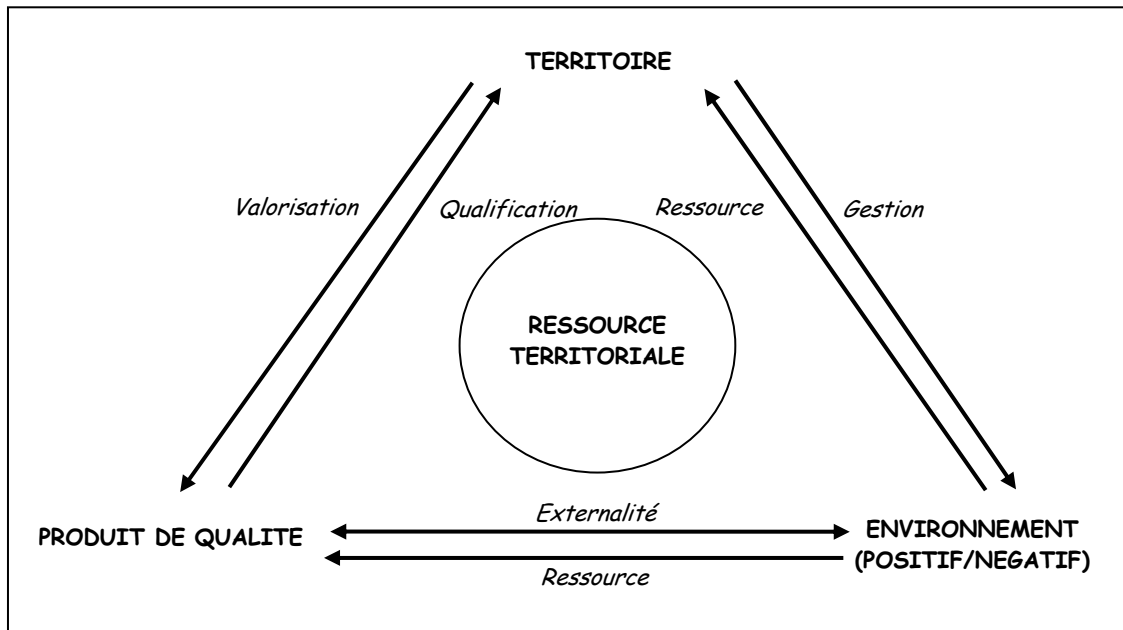 TERRITOIRE
Valorisation
Qualification
Ressource
Gestion
RESSOURCE
TERRITORIALE
PRODUIT DE QUALITE
Externalité
ENVIRONNEMENT
(POSITIF/NEGATIF)
Ressource